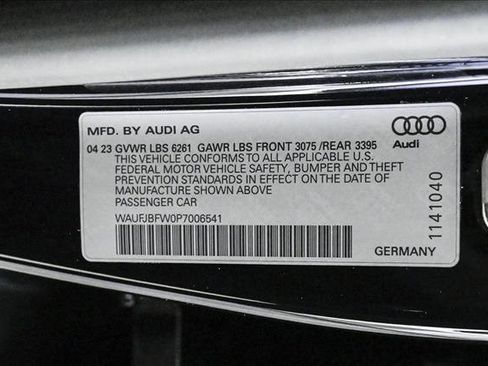 MFD. BY AUDI AG
Audi
04 23 GVWR LBS 6261 GAWR LBS FRONT 3075 /REAR 3395
THIS VEHICLE CONFORMS TO ALL APPLICABLE U.S.
FEDERAL MOTOR VEHICLE SAFETY, BUMPER AND THEFT
PREVENTION STANDARDS IN EFFECT ON THE DATE OF
MANUFACTURE SHOWN ABOVE
PASSENGER CAR
WAUFJBFW0P7006541
1141040
GERMANY